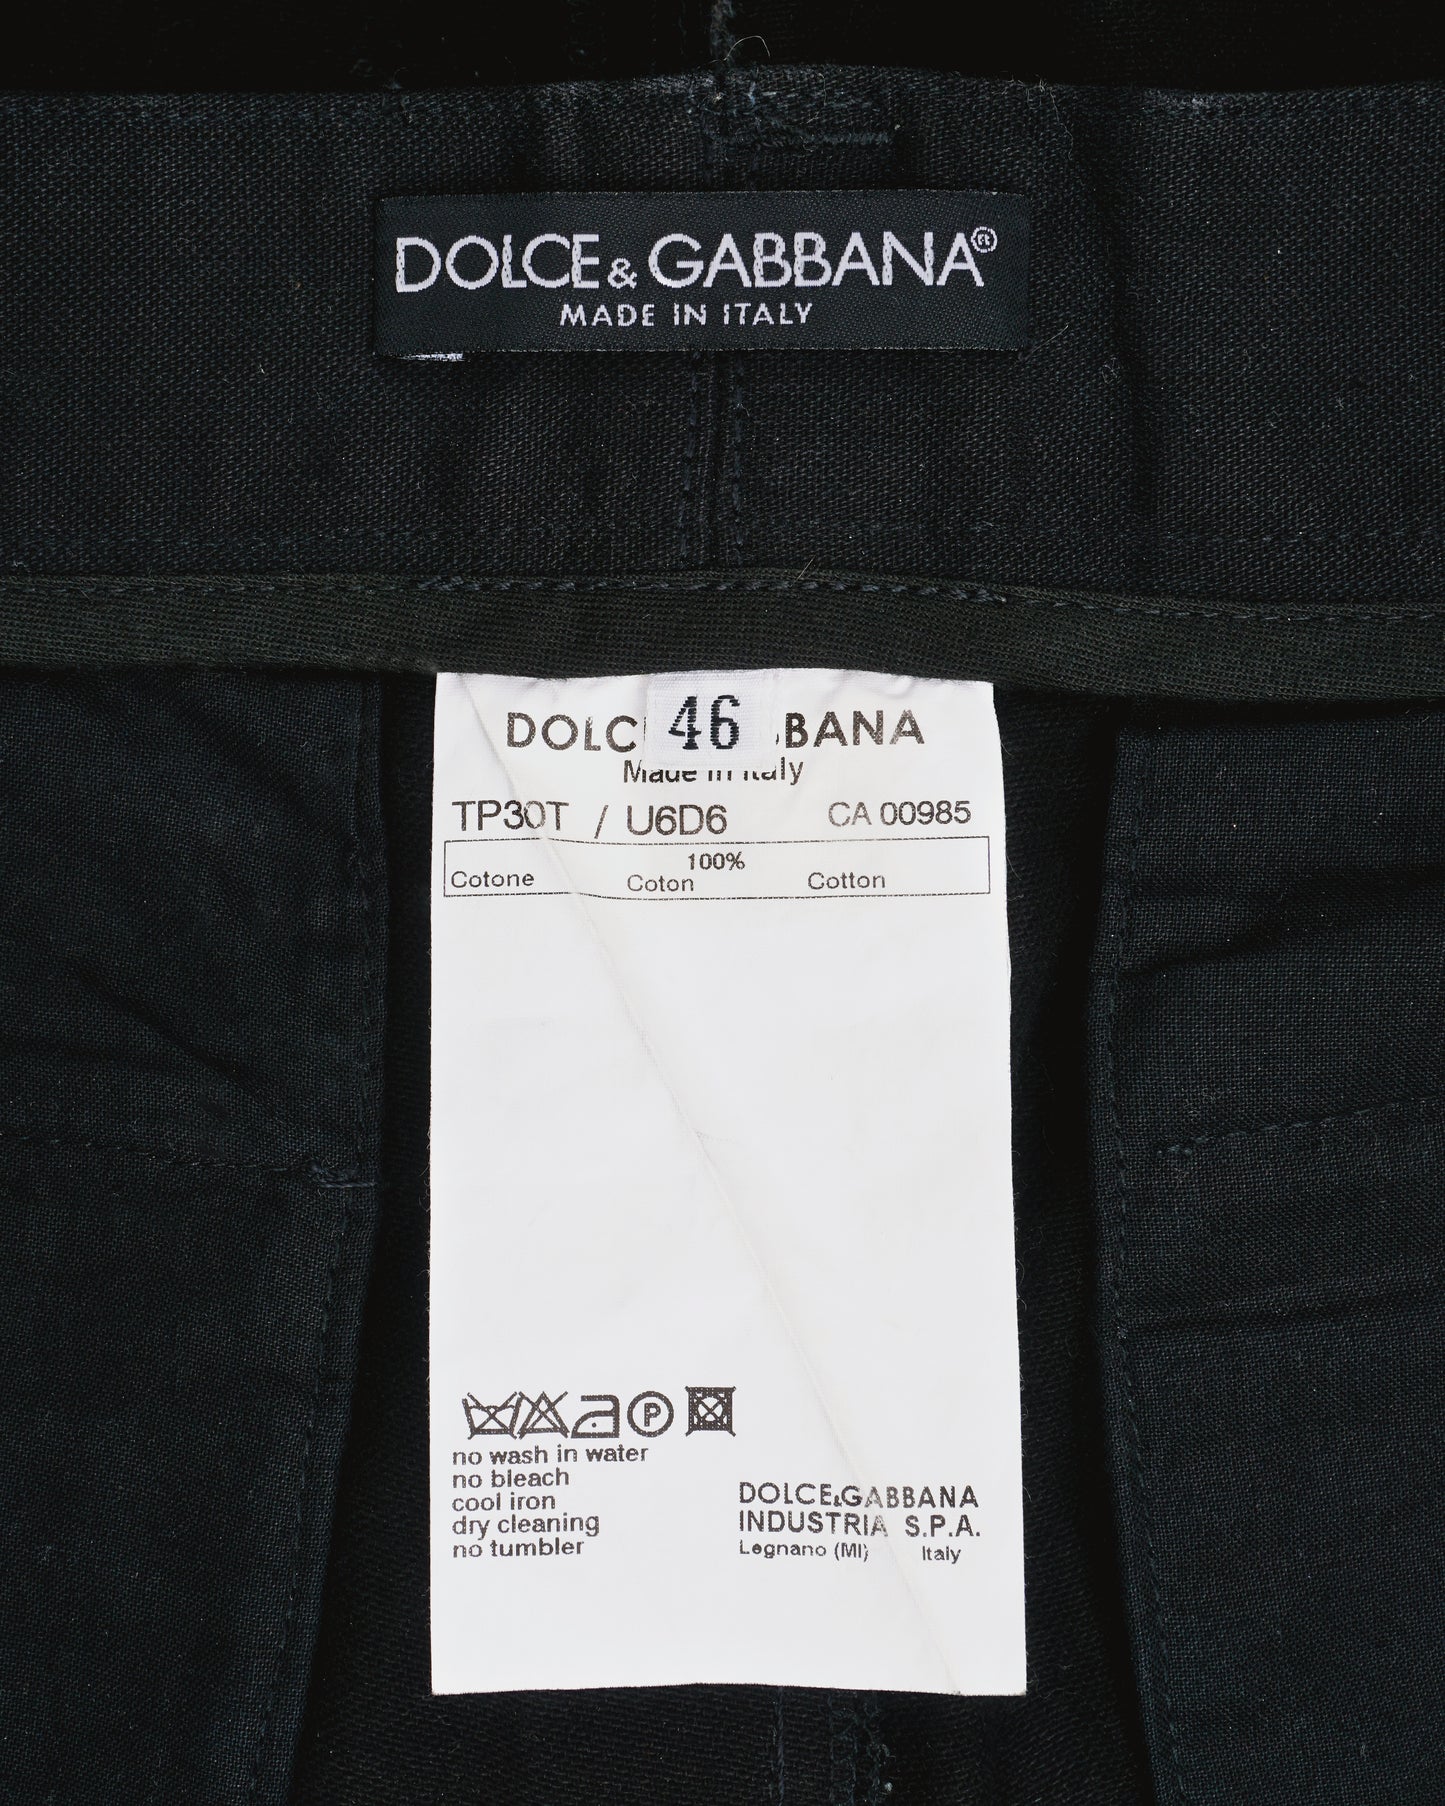 DOLCE&GABBANA®
MADE IN ITALY
46
DOLC BANA
Made in Italy
TP30T / U6D6 CA 00985
100%
Cotone Coton Cotton
P
no wash in water
no bleach
cool iron
dry cleaning
no tumbler
DOLCE&GABBANA
INDUSTRIA S.P.A.
Legnano (MI) Italy